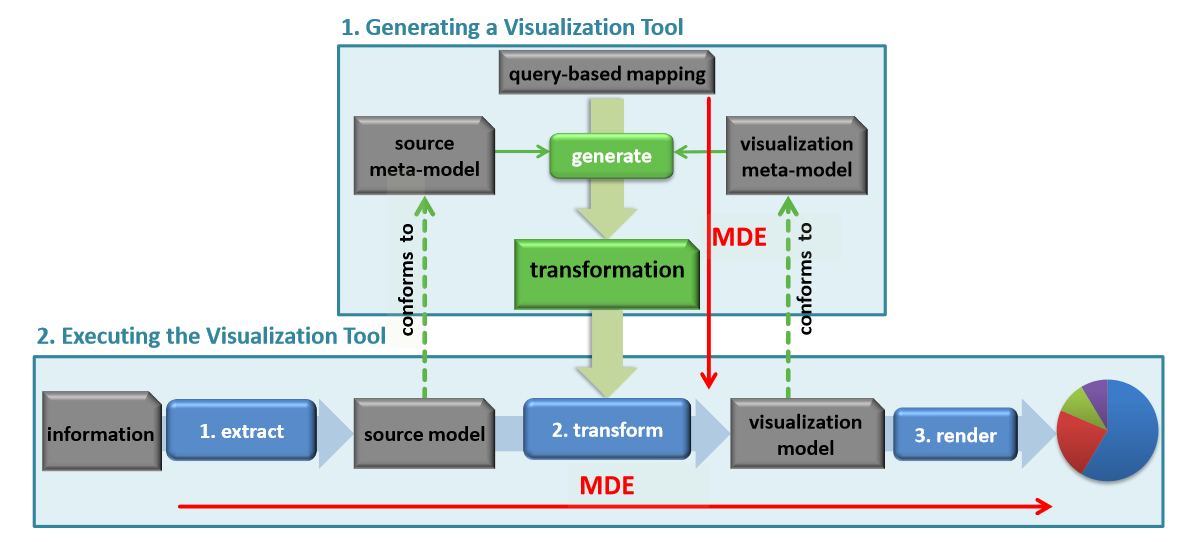 1. Generating a Visualization Tool
query-based mapping
source
meta-model
generate
visualization
meta-model
MDE
conforms to
transformation
conforms to
2. Executing the Visualization Tool
information
1. extract
source model
2. transform
visualization
model
3. render
MDE